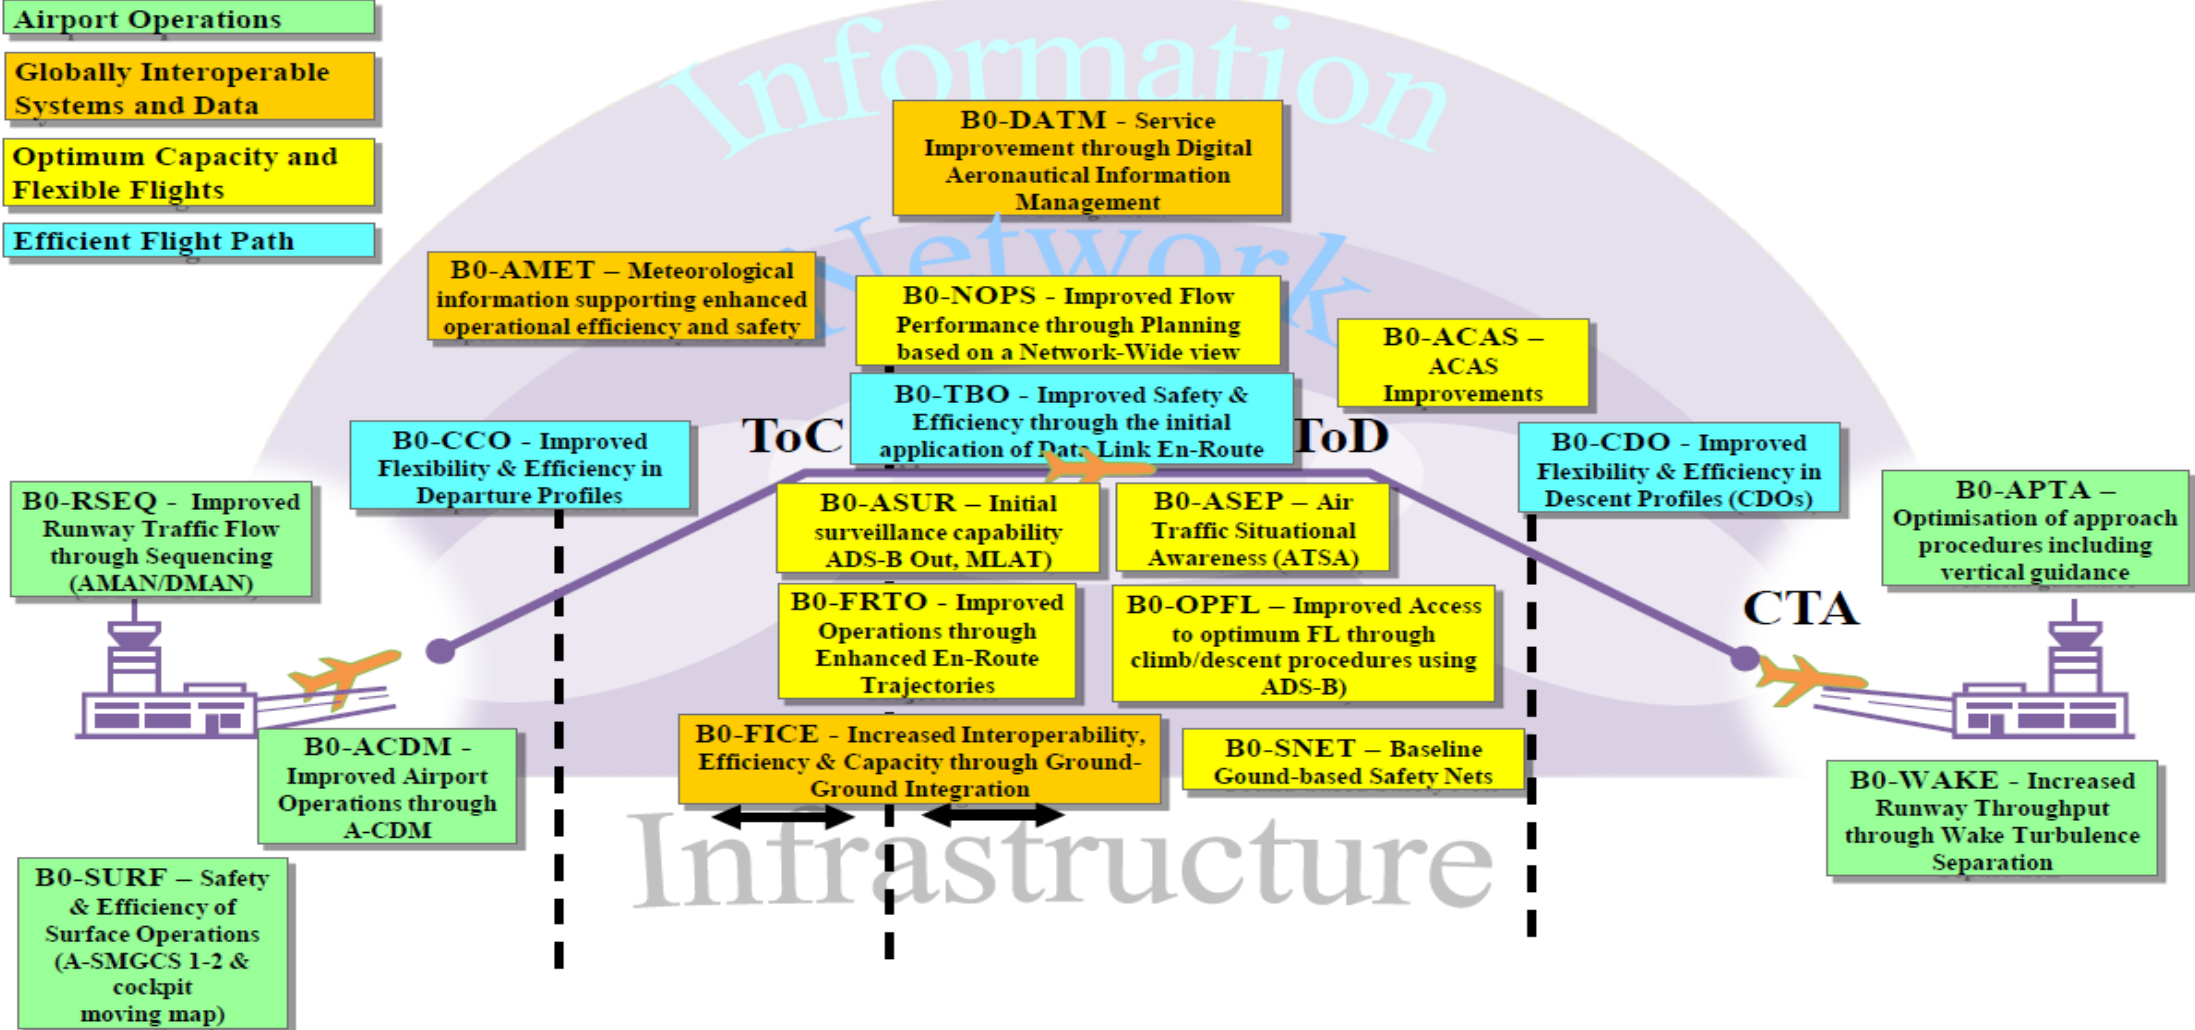 Airport Operations
Globally Interoperable
Systems and Data
Optimum Capacity and
Flexible Flights
Efficient Flight Path
Information
B0-DATM - Service
Improvement through Digital
Aeronautical Information
Management
Network
B0-AMET – Meteorological
information supporting enhanced
operational efficiency and safety
B0-NOPS - Improved Flow
Performance through Planning
based on a Network-Wide view
B0-ACAS –
ACAS
Improvements
B0-TBO - Improved Safety &
Efficiency through the initial
application of Data Link En-Route
ToC
ToD
B0-CCO - Improved
Flexibility & Efficiency in
Departure Profiles
B0-CDO - Improved
Flexibility & Efficiency in
Descent Profiles (CDOs)
B0-RSEQ - Improved
Runway Traffic Flow
through Sequencing
(AMAN/DMAN)
B0-ASUR – Initial
surveillance capability
ADS-B Out, MLAT)
B0-ASEP – Air
Traffic Situational
Awareness (ATSA)
B0-APTA –
Optimisation of approach
procedures including
vertical guidance
B0-FRTO - Improved
Operations through
Enhanced En-Route
Trajectories
B0-OPFL – Improved Access
to optimum FL through
climb/descent procedures using
ADS-B)
CTA
B0-ACDM -
Improved Airport
Operations through
A-CDM
B0-FICE - Increased Interoperability,
Efficiency & Capacity through Ground-
Ground Integration
B0-SNET – Baseline
Gound-based Safety Nets
B0-WAKE - Increased
Runway Throughput
through Wake Turbulence
Separation
Infrastructure
B0-SURF – Safety
& Efficiency of
Surface Operations
(A-SMGCS 1-2 &
cockpit
moving map)